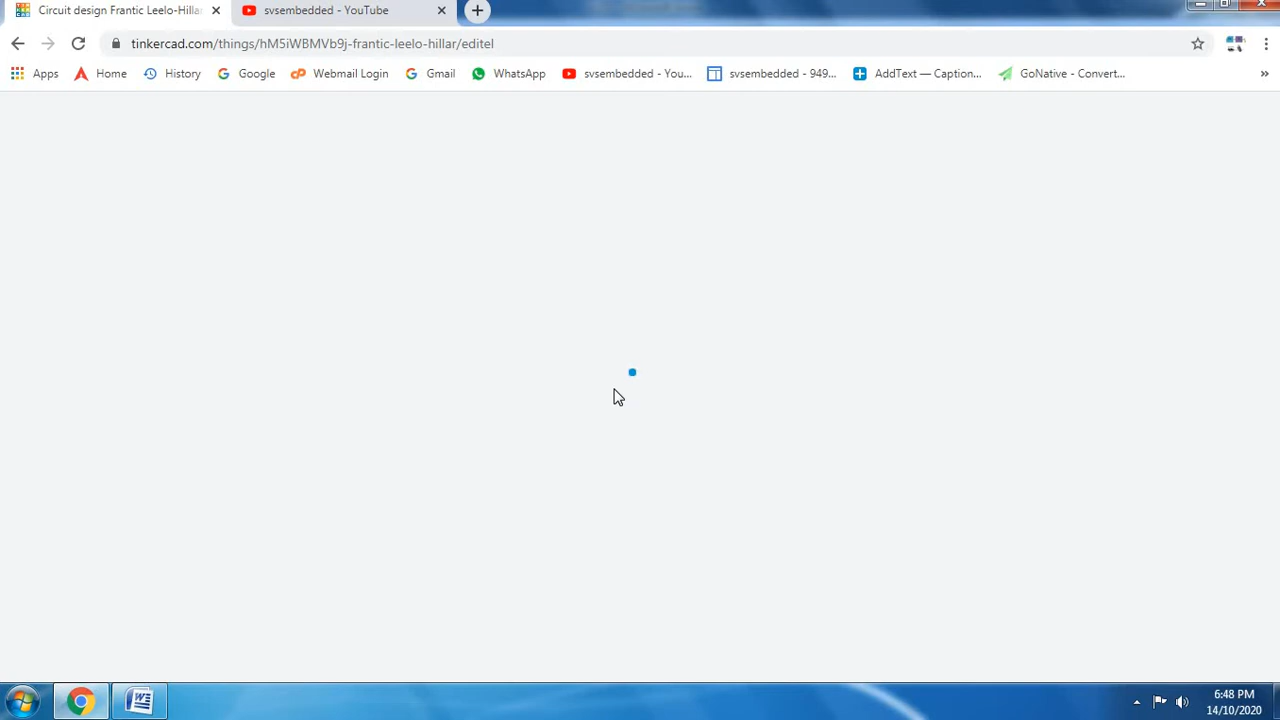 Circuit design Frantic Leelo-Hillar
svsembedded - YouTube
tinkercad.com/things/hM5iWBMVb9j-frantic-leelo-hillar/editel
Apps Home History Google Webmail Login Gmail WhatsApp svsembedded - You... svsembedded - 949... AddText — Caption... GoNative - Convert... »
6:48 PM
14/10/2020